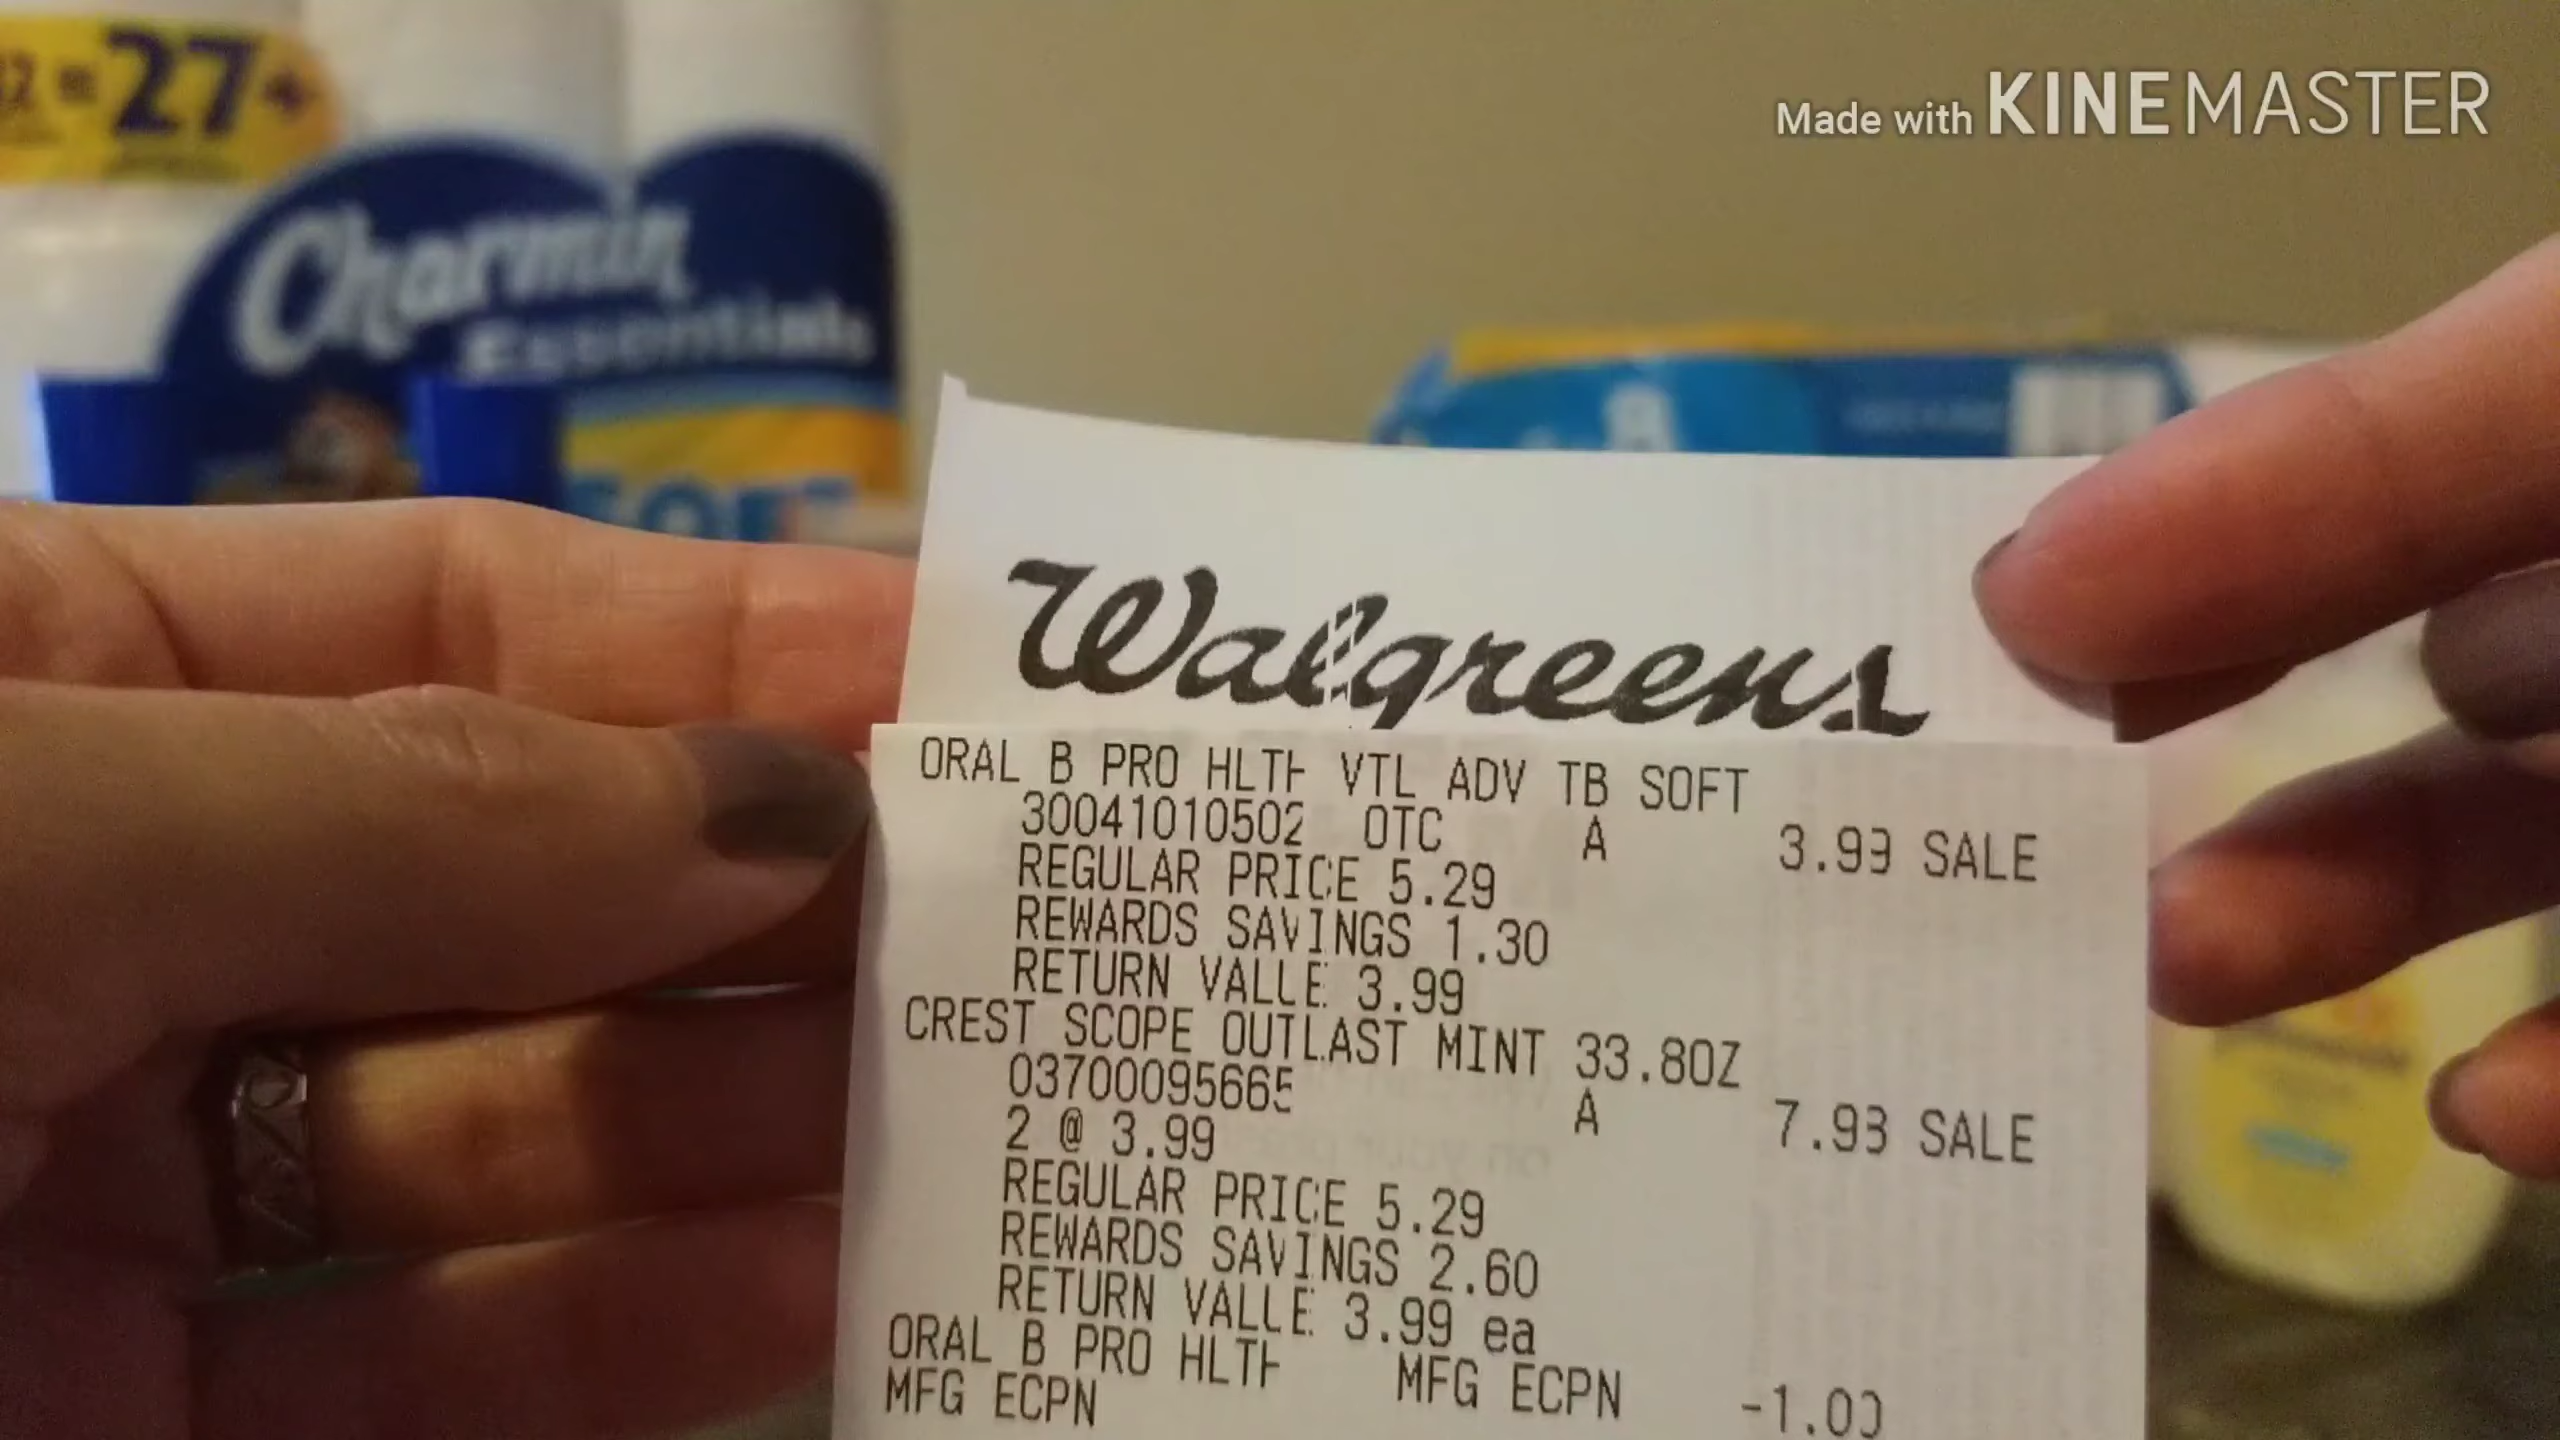 27+
Made with KINEMASTER
Charmin
Essentials
SOFT
Walgreens
ORAL B PRO HLTH VTL ADV TB SOFT
30041010502 OTC A 3.99 SALE
REGULAR PRICE 5.29
REWARDS SAVINGS 1.30
RETURN VALUE 3.99
CREST SCOPE OUTLAST MINT 33.8OZ
03700095665 A 7.98 SALE
2 @ 3.99
REGULAR PRICE 5.29
REWARDS SAVINGS 2.60
RETURN VALUE 3.99 ea
ORAL B PRO HLTH MFG ECPN -1.00
MFG ECPN